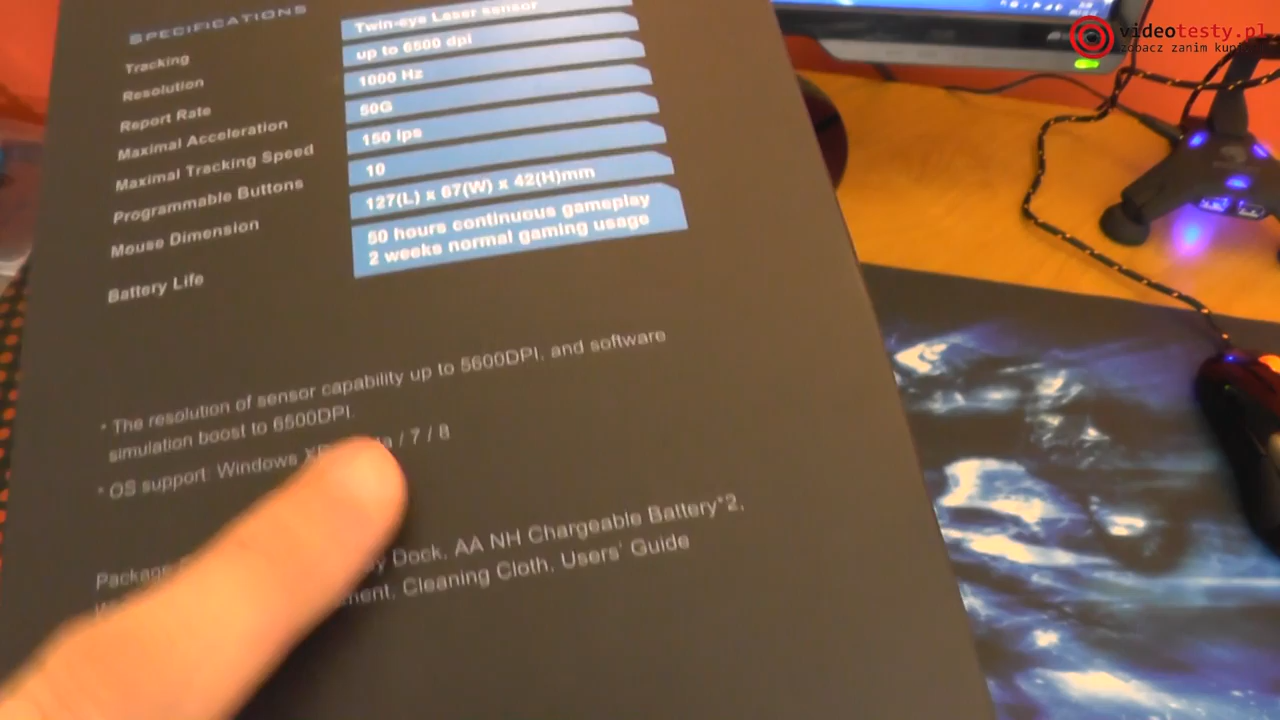 SPECIFICATIONS
Tracking
Twin-eye Laser sensor
Resolution
up to 6500 dpi
Report Rate
1000 Hz
Maximal Acceleration
50G
Maximal Tracking Speed
150 ips
Programmable Buttons
10
Mouse Dimension
127(L) x 67(W) x 42(H)mm
Battery Life
50 hours continuous gameplay
2 weeks normal gaming usage
* The resolution of sensor capability up to 5600DPI, and software
simulation boost to 6500DPI.
* OS support: Windows / 7 / 8
Package Dock, AA NH Chargeable Battery*2,
Cleaning Cloth, Users' Guide
videotesty.pl
zobacz zanim kupisz